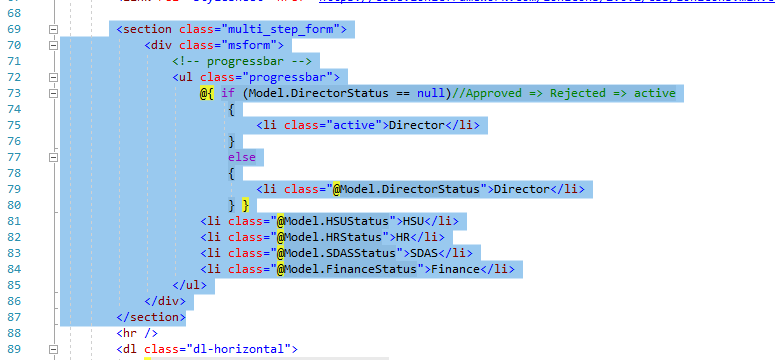 68
69 <section class="multi_step_form">
70 <div class="msform">
71 <!-- progressbar -->
72 <ul class="progressbar">
73 @{ if (Model.DirectorStatus == null)//Approved => Rejected => active
74 {
75 <li class="active">Director</li>
76 }
77 else
78 {
79 <li class="@Model.DirectorStatus">Director</li>
80 } }
81 <li class="@Model.HSUStatus">HSU</li>
82 <li class="@Model.HRStatus">HR</li>
83 <li class="@Model.SDASStatus">SDAS</li>
84 <li class="@Model.FinanceStatus">Finance</li>
85 </ul>
86 </div>
87 </section>
88 <hr />
89 <dl class="dl-horizontal">